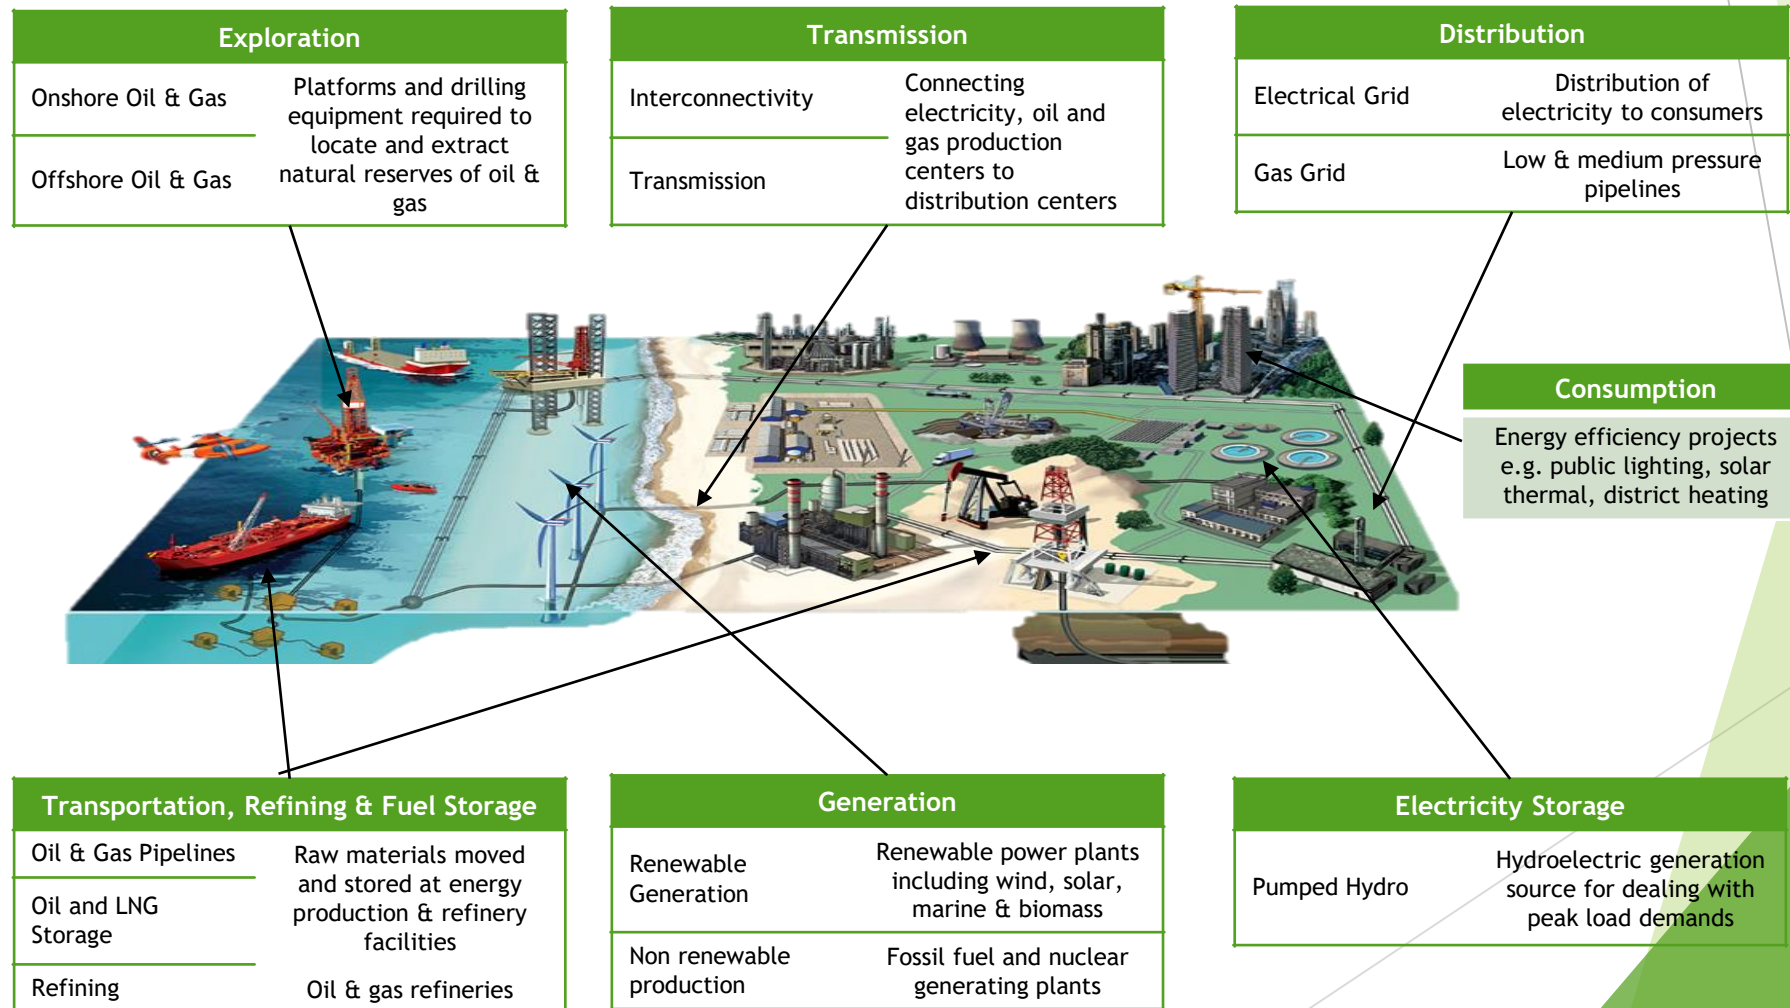 Exploration
Onshore Oil & Gas
Offshore Oil & Gas
Platforms and drilling
equipment required to
locate and extract
natural reserves of oil &
gas
Transmission
Interconnectivity
Transmission
Connecting
electricity, oil and
gas production
centers to
distribution centers
Distribution
Electrical Grid
Distribution of
electricity to consumers
Gas Grid
Low & medium pressure
pipelines
Consumption
Energy efficiency projects
e.g. public lighting, solar
thermal, district heating
Transportation, Refining & Fuel Storage
Oil & Gas Pipelines
Oil and LNG
Storage
Raw materials moved
and stored at energy
production & refinery
facilities
Refining
Oil & gas refineries
Generation
Renewable
Generation
Renewable power plants
including wind, solar,
marine & biomass
Non renewable
production
Fossil fuel and nuclear
generating plants
Electricity Storage
Pumped Hydro
Hydroelectric generation
source for dealing with
peak load demands